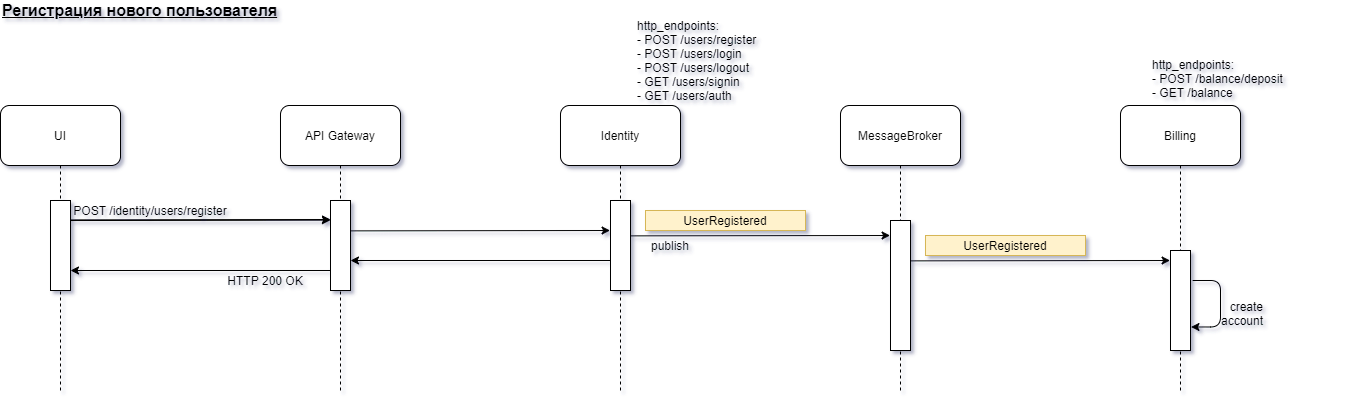 Регистрация нового пользователя
http_endpoints:
- POST /users/register
- POST /users/login
- POST /users/logout
- GET /users/signin
- GET /users/auth
http_endpoints:
- POST /balance/deposit
- GET /balance
UI
API Gateway
Identity
MessageBroker
Billing
POST /identity/users/register
UserRegistered
publish
UserRegistered
HTTP 200 OK
create
account